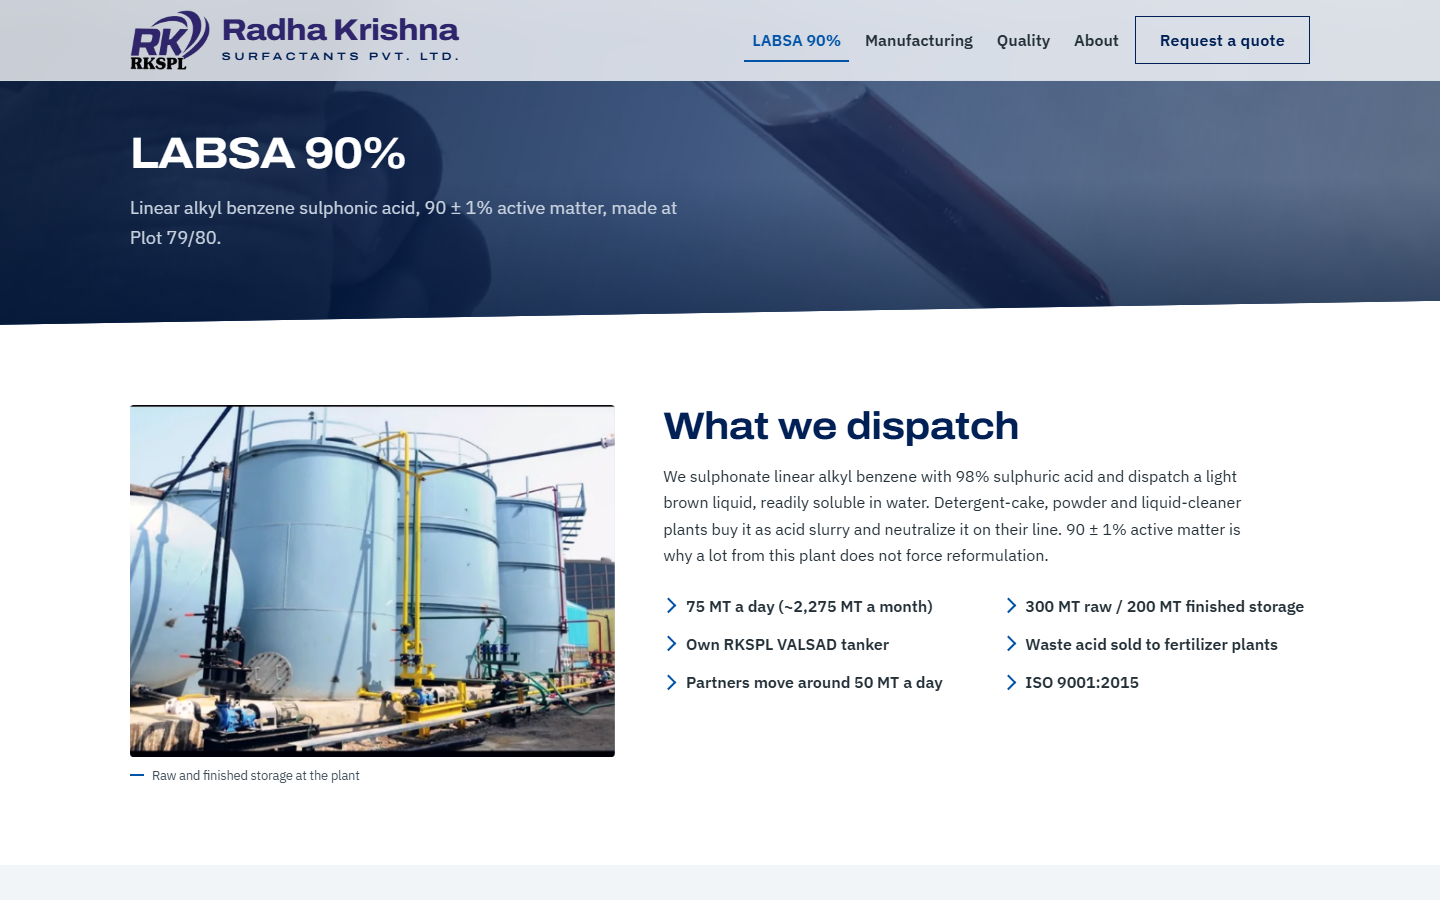 RK
RKSPL
Radha Krishna
SURFACTANTS PVT. LTD.
LABSA 90%
Manufacturing
Quality
About
Request a quote
LABSA 90%
Linear alkyl benzene sulphonic acid, 90 ± 1% active matter, made at
Plot 79/80.
What we dispatch
We sulphonate linear alkyl benzene with 98% sulphuric acid and dispatch a light
brown liquid, readily soluble in water. Detergent-cake, powder and liquid-cleaner
plants buy it as acid slurry and neutralize it on their line. 90 ± 1% active matter is
why a lot from this plant does not force reformulation.
75 MT a day (~2,275 MT a month)
300 MT raw / 200 MT finished storage
Own RKSPL VALSAD tanker
Waste acid sold to fertilizer plants
Partners move around 50 MT a day
ISO 9001:2015
Raw and finished storage at the plant